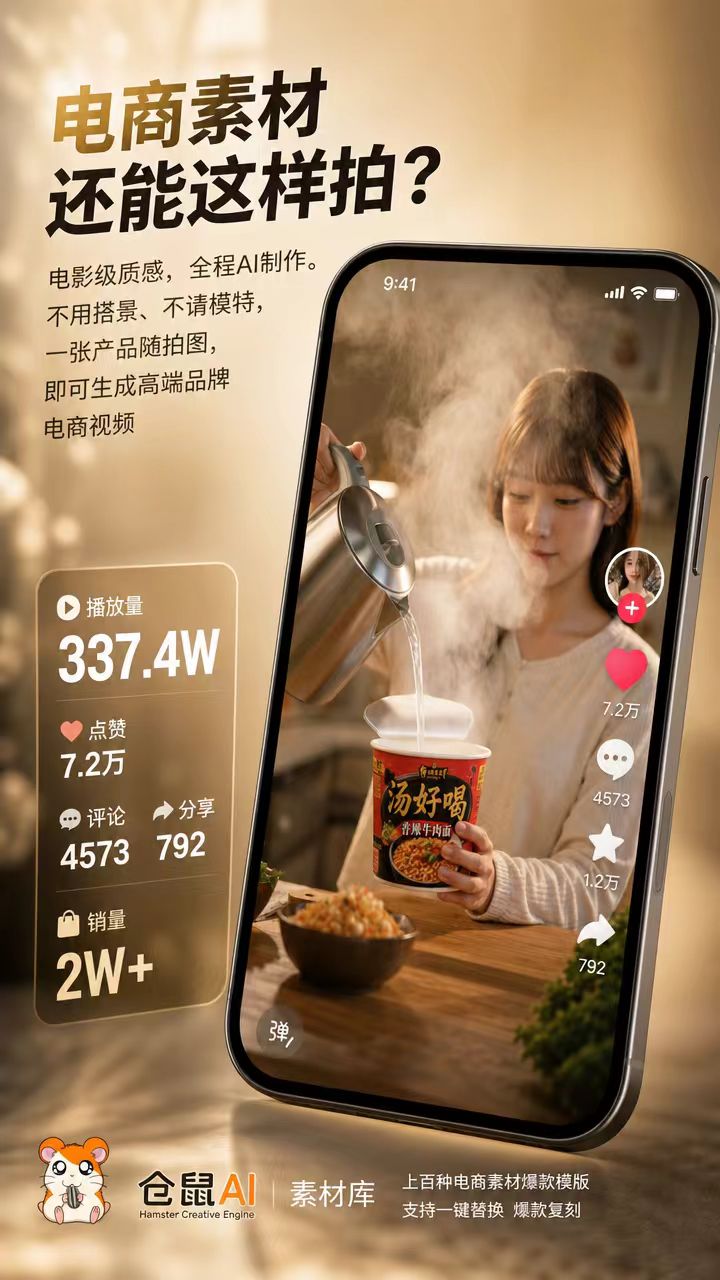 电商素材
还能这样拍?
电影级质感，全程AI制作。
不用搭景、不请模特，
一张产品随拍图，
即可生成高端品牌
电商视频
播放量
337.4W
点赞
7.2万
评论
4573
分享
792
销量
2W+
9:41
汤好喝
7.2万
4573
1.2万
792
弹
仓鼠AI
Hamster Creative Engine
素材库
上百种电商素材爆款模版
支持一键替换 爆款复刻